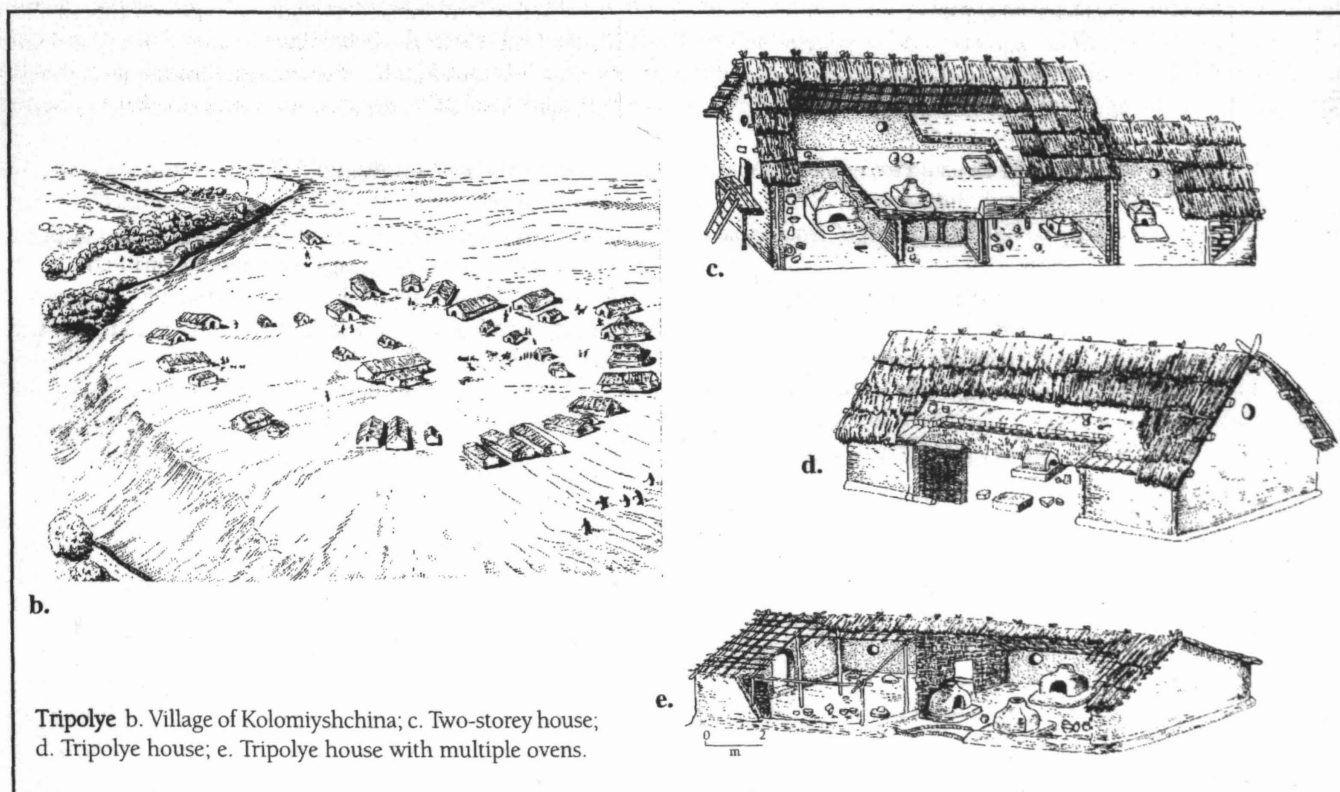 c.
d.
b.
e.
0 2
m
Tripolye b. Village of Kolomiyshchina; c. Two-storey house;
d. Tripolye house; e. Tripolye house with multiple ovens.